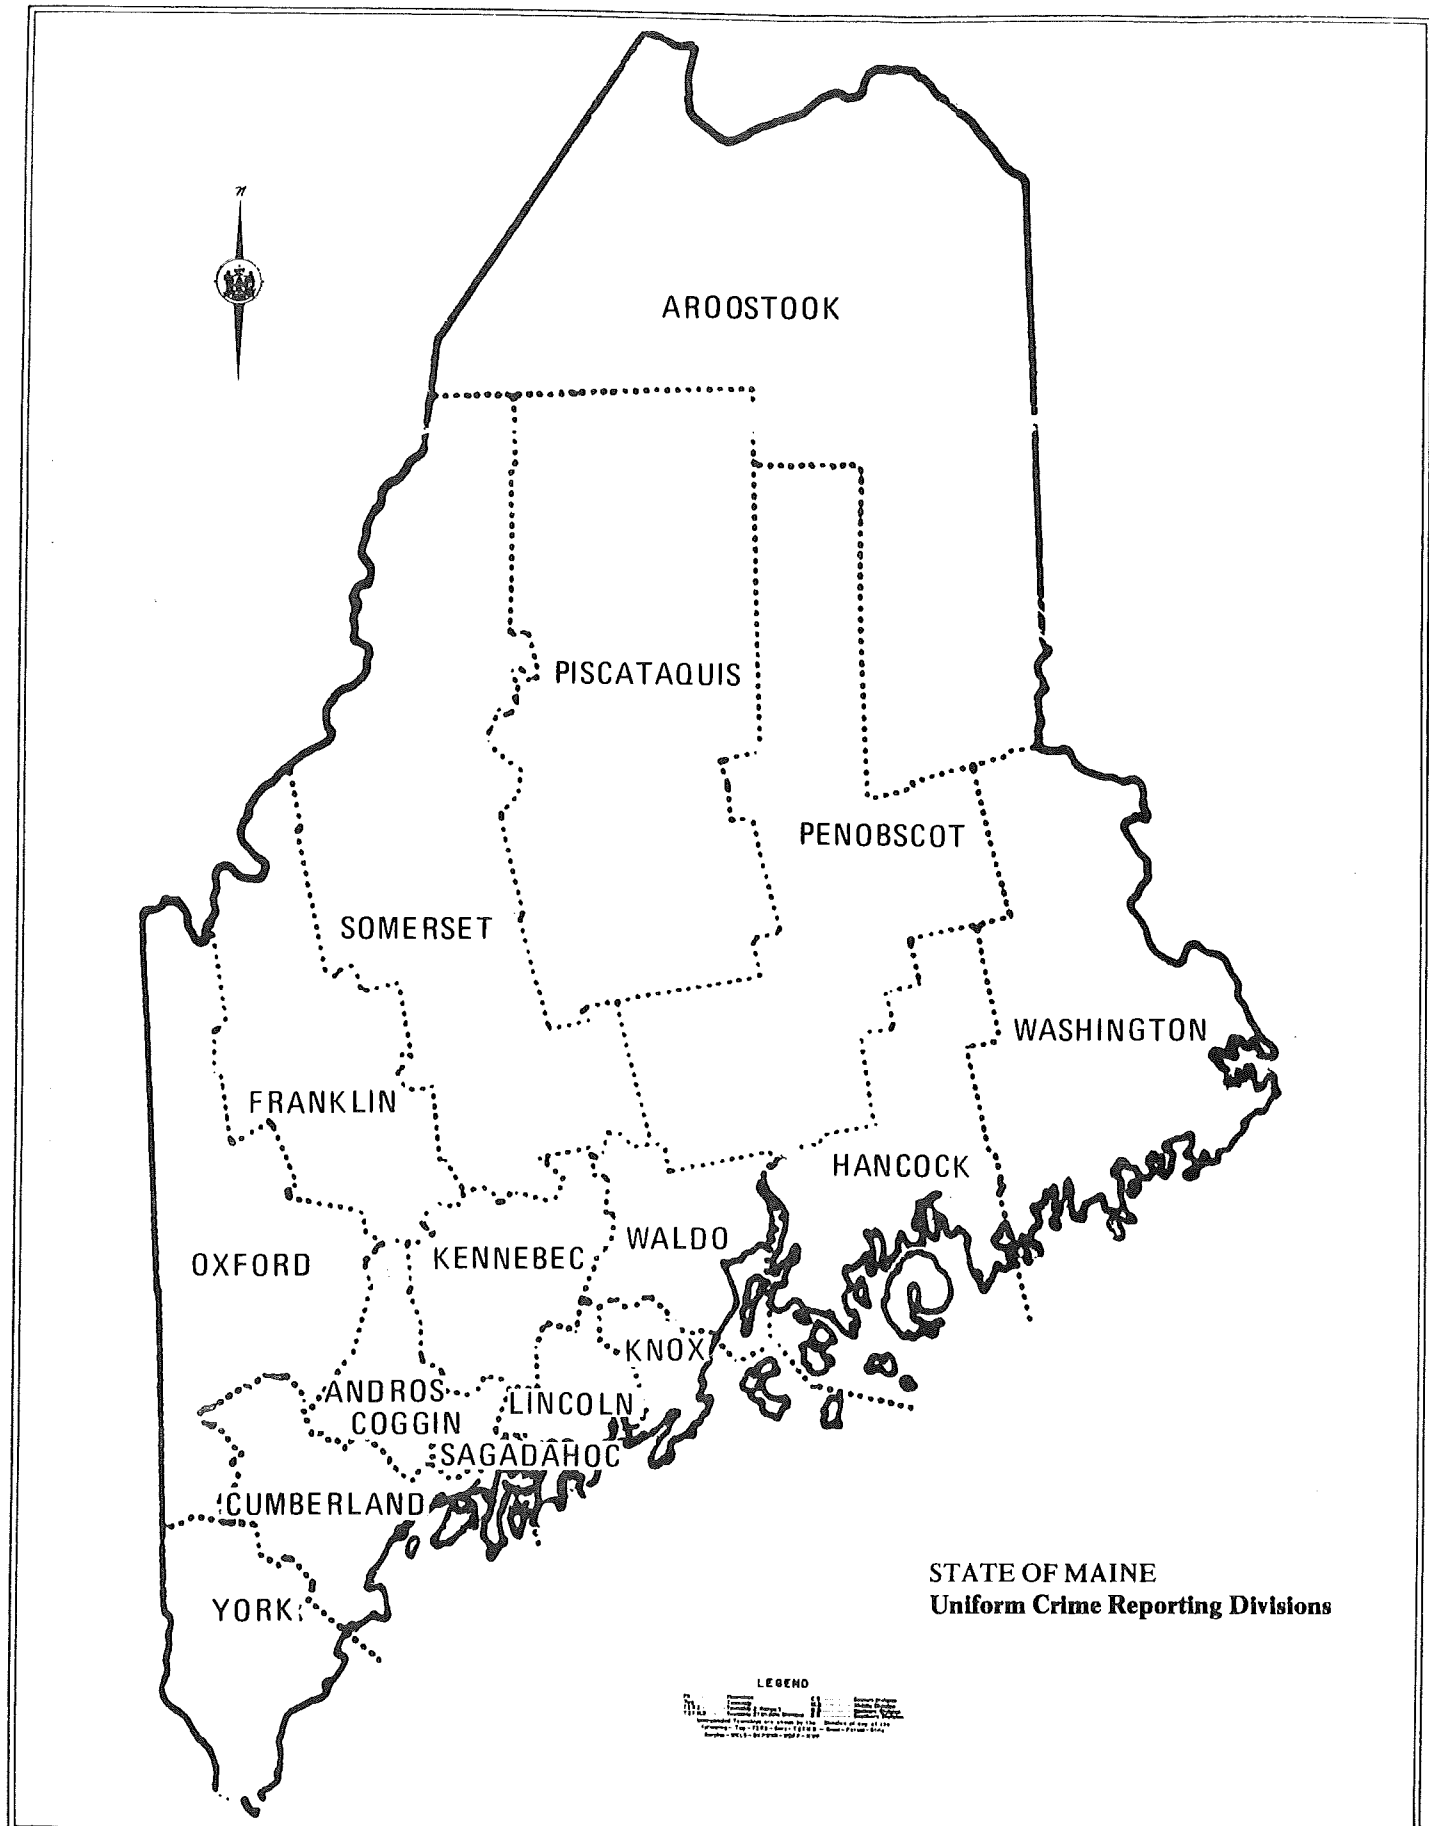 n
AROOSTOOK
PISCATAQUIS
PENOBSCOT
SOMERSET
WASHINGTON
FRANKLIN
HANCOCK
WALDO
KENNEBEC
OXFORD
KNOX
ANDROS
COGGIN
LINCOLN
SAGADAHOC
CUMBERLAND
YORK
STATE OF MAINE
Uniform Crime Reporting Divisions
LEGEND